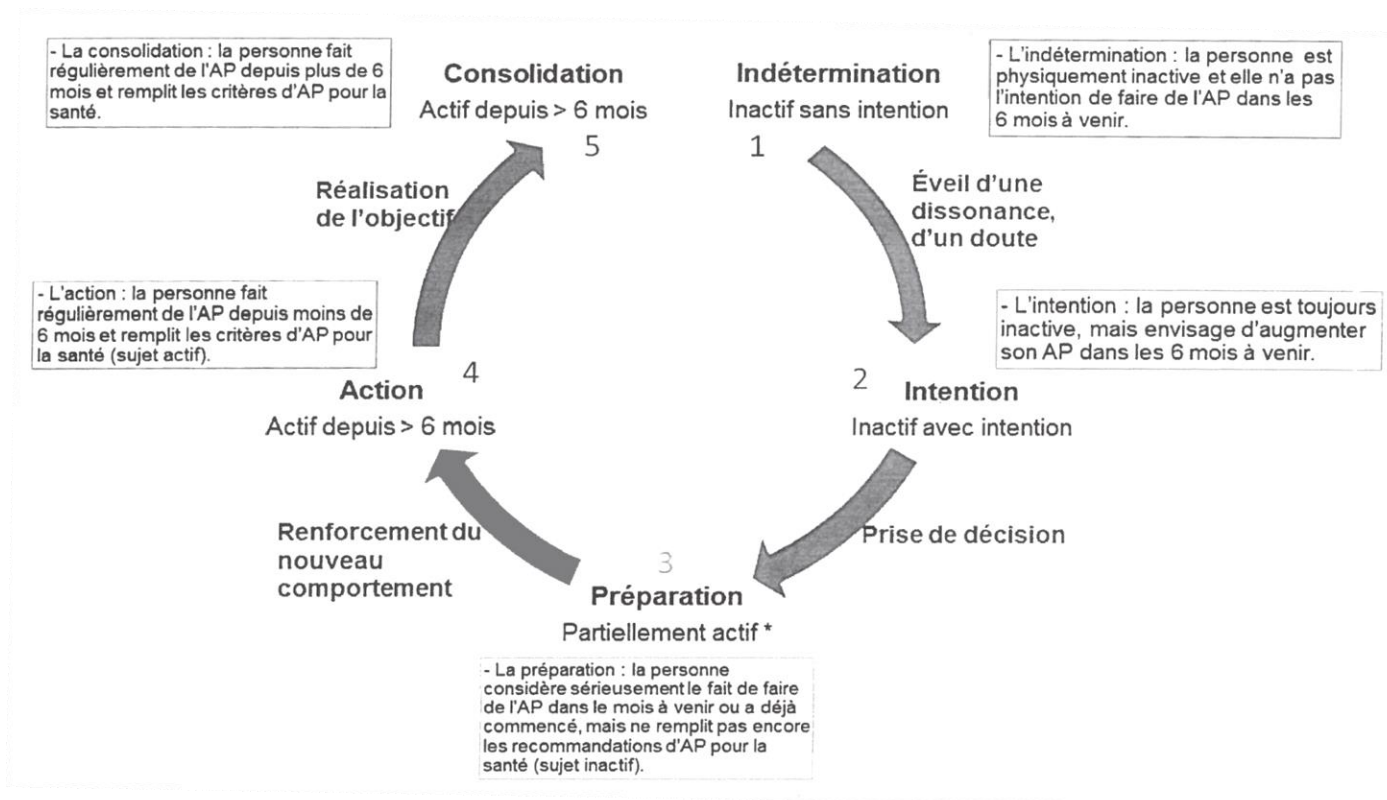 - La consolidation : la personne fait
régulièrement de l'AP depuis plus de 6
mois et remplit les critères d'AP pour la
santé.
Consolidation
Actif depuis > 6 mois
5
Indétermination
Inactif sans intention
1
- L'indétermination : la personne est
physiquement inactive et elle n'a pas
l'intention de faire de l'AP dans les
6 mois à venir.
Éveil d'une
dissonance,
d'un doute
- L'intention : la personne est toujours
inactive, mais envisage d'augmenter
son AP dans les 6 mois à venir.
2
Intention
Inactif avec intention
Prise de décision
3
Préparation
Partiellement actif *
- La préparation : la personne
considère sérieusement le fait de faire
de l'AP dans le mois à venir ou a déjà
commencé, mais ne remplit pas encore
les recommandations d'AP pour la
santé (sujet inactif).
Renforcement du
nouveau
comportement
- L'action : la personne fait
régulièrement de l'AP depuis moins de
6 mois et remplit les critères d'AP pour
la santé (sujet actif).
4
Action
Actif depuis > 6 mois
Réalisation
de l'objectif